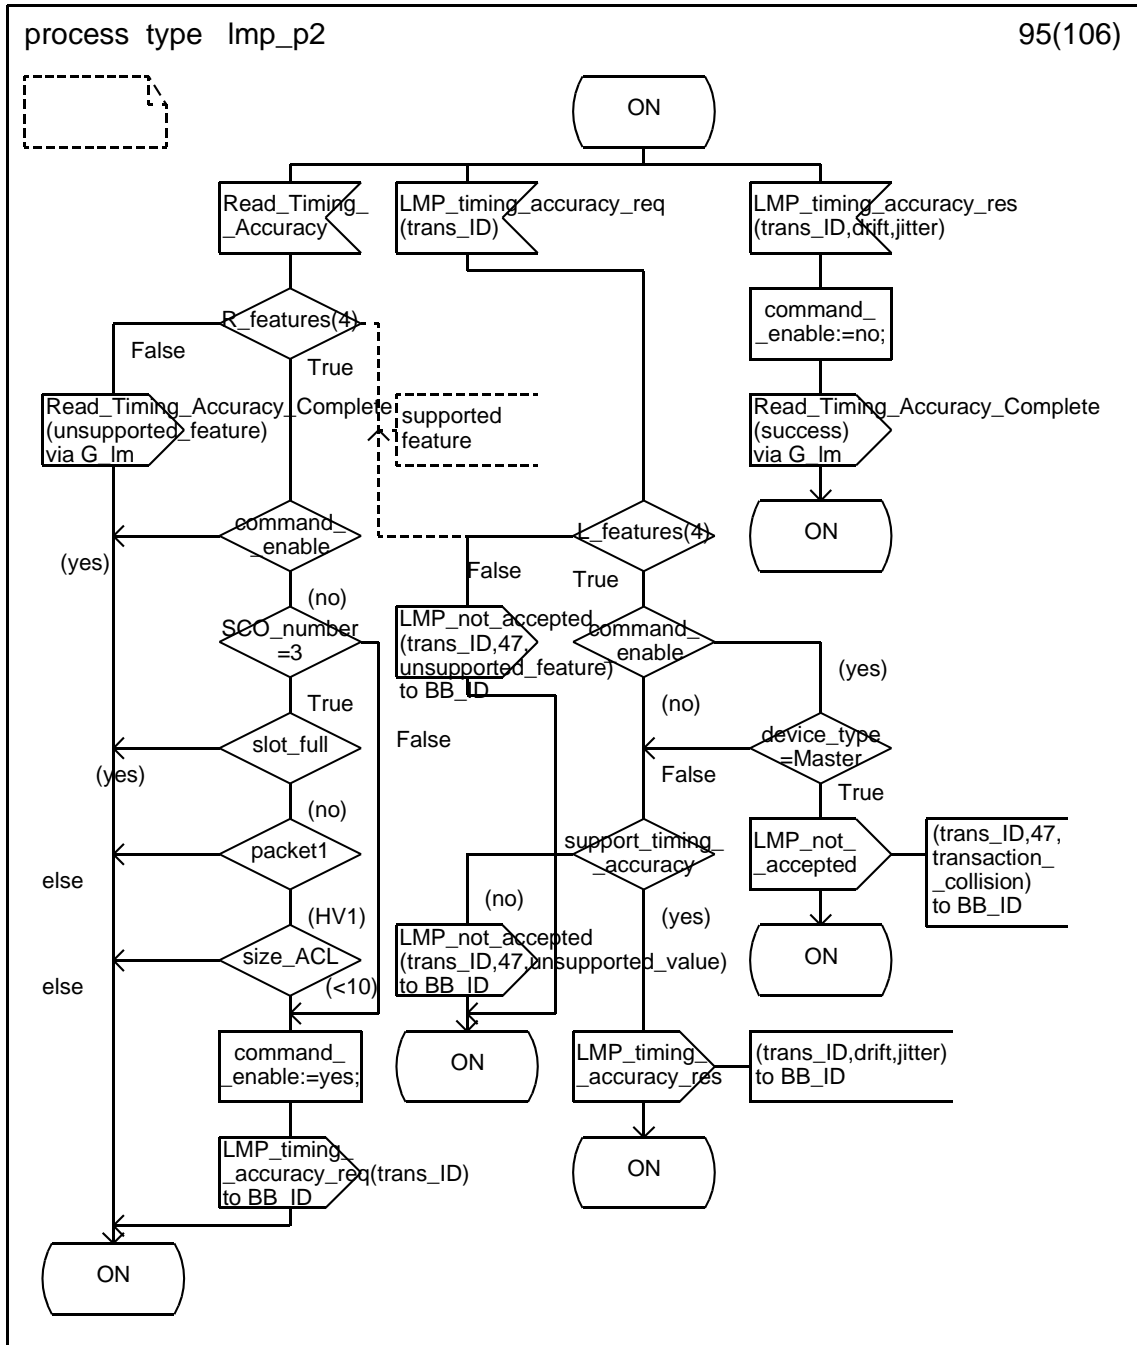 process type lmp_p2
95(106)
ON
Read_Timing_
_Accuracy
LMP_timing_accuracy_req
(trans_ID)
LMP_timing_accuracy_res
(trans_ID,drift,jitter)
R_features(4)
False
True
command_
_enable:=no;
Read_Timing_Accuracy_Complete
(unsupported_feature)
via G_lm
supported
feature
Read_Timing_Accuracy_Complete
(success)
via G_lm
command_
_enable
(yes)
(no)
L_features(4)
False
True
ON
SCO_number
=3
True
False
LMP_not_accepted
(trans_ID,47,
unsupported_feature)
to BB_ID
command_
_enable
(no)
(yes)
slot_full
(yes)
(no)
device_type
=Master
False
True
packet1
else
(HV1)
support_timing_
_accuracy
(no)
(yes)
LMP_not_
_accepted
(trans_ID,47,
transaction_
_collision)
to BB_ID
size_ACL
else
(<10)
LMP_not_accepted
(trans_ID,47,unsupported_value)
to BB_ID
ON
command_
_enable:=yes;
ON
LMP_timing_
_accuracy_res
(trans_ID,drift,jitter)
to BB_ID
LMP_timing_
_accuracy_req(trans_ID)
to BB_ID
ON
ON